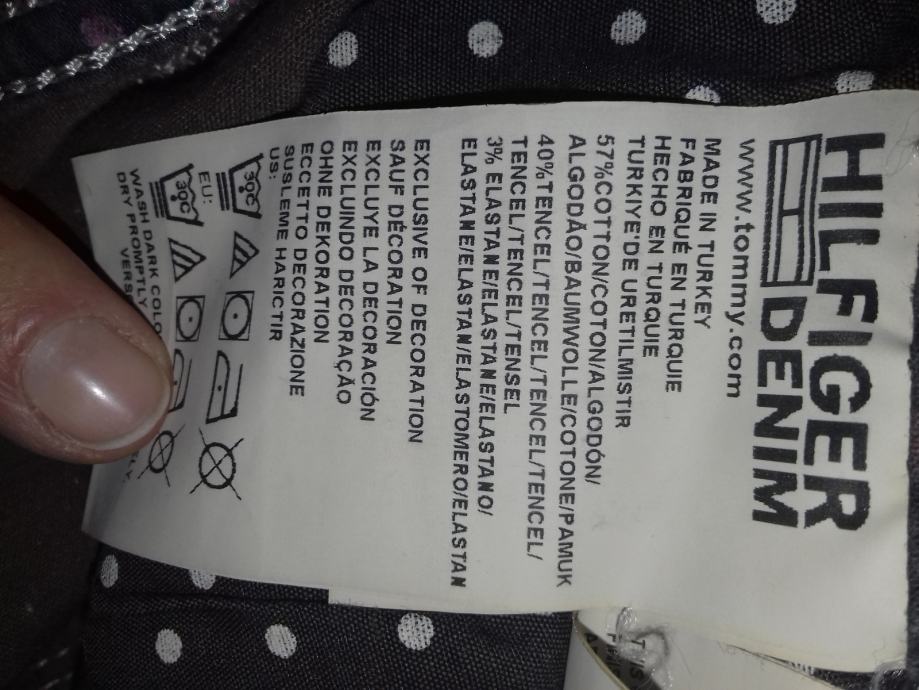 HILFIGER
DENIM
www.tommy.com
MADE IN TURKEY
FABRIQUÉ EN TURQUIE
HECHO EN TURQUIE
TURKIYE'DE URETILMISTIR
57%COTTON/COTON/ALGODÓN/
ALGODÃO/BAUMWOLLE/COTONE/PAMUK
40%TENCEL/TENCEL/TENCEL/TENCEL/
TENCEL/TENCEL/TENSEL
3% ELASTANE/ELASTANE/ELASTANO/
ELASTANE/ELASTAN/ELASTOMERO/ELASTAN
EXCLUSIVE OF DECORATION
SAUF DÉCORATION
EXCLUYE LA DECORACIÓN
EXCLUINDO DECORAÇÃO
OHNE DEKORATION
ECCETTO DECORAZIONE
SUSLEME HARICTIR
US:
30C
EU:
30C
WASH DARK
DRY PROMPTLY